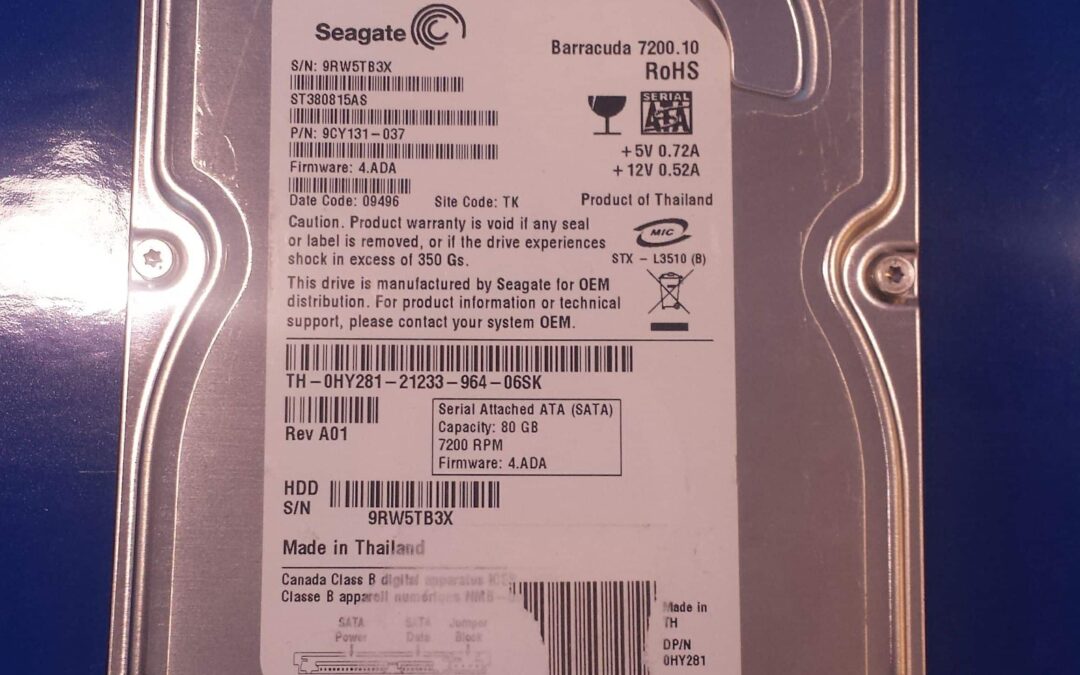 Seagate
Barracuda 7200.10
RoHS
S/N: 9RW5TB3X
ST380815AS
SERIAL
ATA
P/N: 9CY131-037
+5V 0.72A
+12V 0.52A
Firmware: 4.ADA
Date Code: 09496 Site Code: TK
Product of Thailand
Caution. Product warranty is void if any seal
or label is removed, or if the drive experiences
shock in excess of 350 Gs.
MIC
STX - L3510 (B)
This drive is manufactured by Seagate for OEM
distribution. For product information or technical
support, please contact your system OEM.
TH-0HY281-21233-964-06SK
Rev A01
Serial Attached ATA (SATA)
Capacity: 80 GB
7200 RPM
Firmware: 4.ADA
HDD
S/N
9RW5TB3X
Made in Thailand
Canada Class B digital apparatus
Classe B appareil numérique NMB-
SATA Power
SATA Data
Jumper Block
Made in
TH
DP/N
0HY281